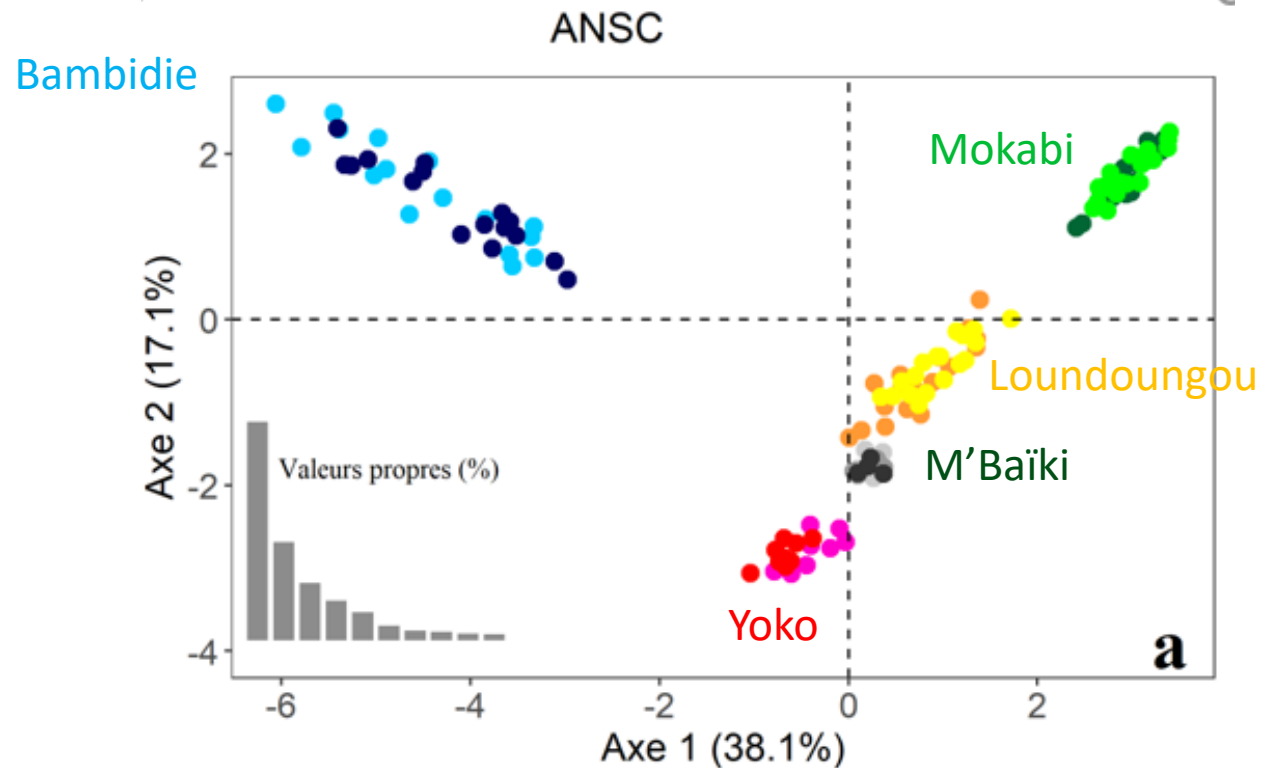 ANSC
Bambidie
Mokabi
Loundoungou
M'Baïki
Yoko
Valeurs propres (%)
a
Axe 2 (17.1%)
2
0
-2
-4
-6
-4
-2
0
2
Axe 1 (38.1%)